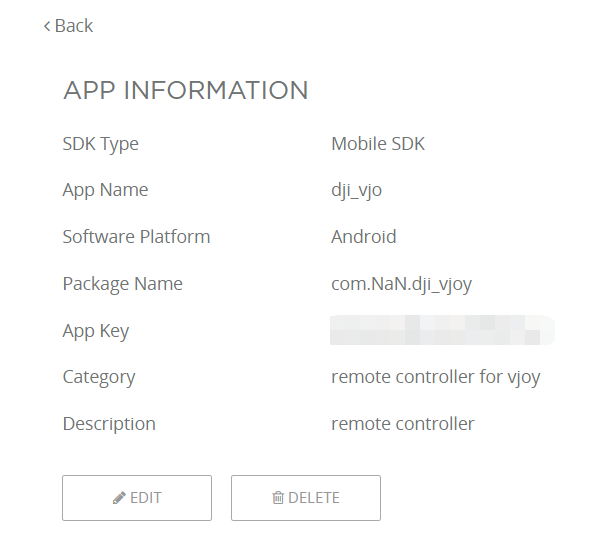 < Back
APP INFORMATION
SDK Type Mobile SDK
App Name dji_vjo
Software Platform Android
Package Name com.NaN.dji_vjoy
App Key
Category remote controller for vjoy
Description remote controller
EDIT DELETE